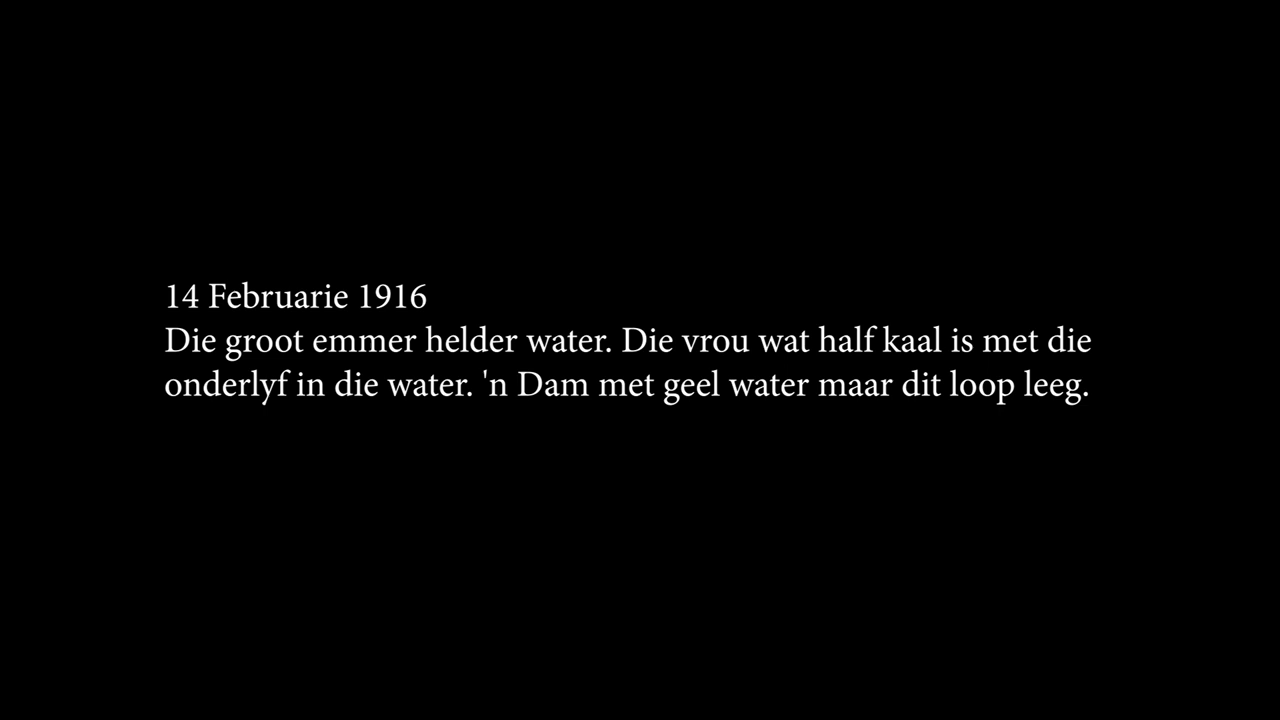 14 Februarie 1916
Die groot emmer helder water. Die vrou wat half kaal is met die
onderlyf in die water. 'n Dam met geel water maar dit loop leeg.